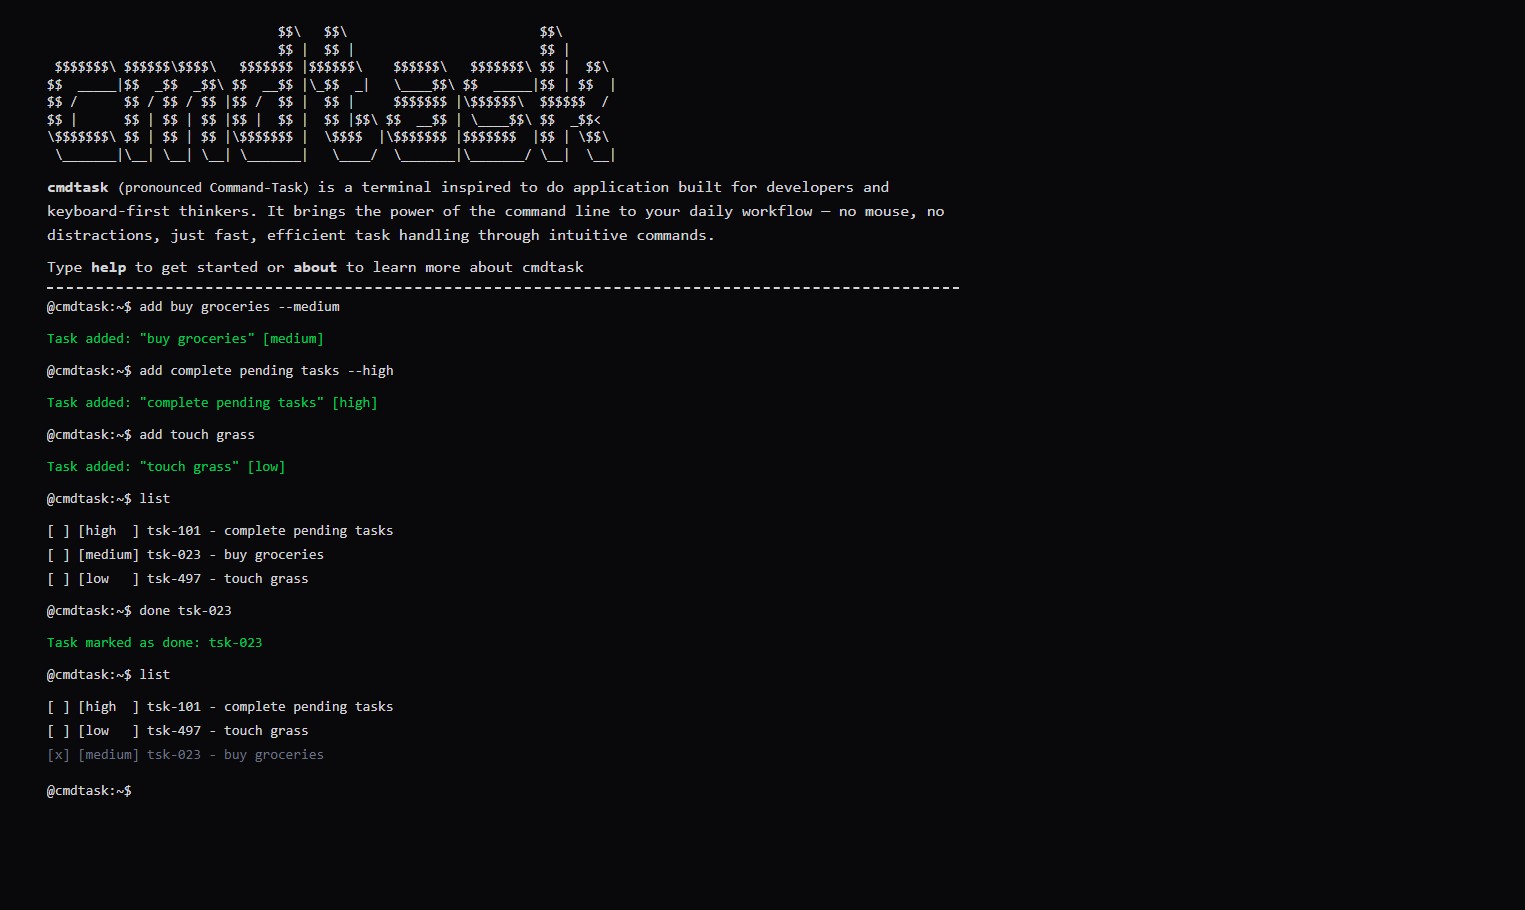 $$\   $$\                         $$\
                              $$ |  $$ |                        $$ |
 $$$$$$$\ $$$$$$\$$$$\   $$$$$$$ |$$$$$$\    $$$$$$\   $$$$$$$\ $$ |  $$\
$$  _____|$$  _$$  _$$\ $$  __$$ |\_$$  _|   \____$$\ $$  _____|$$ | $$  |
$$ /      $$ / $$ / $$ |$$ /  $$ |  $$ |     $$$$$$$ |\$$$$$$\  $$$$$$  /
$$ |      $$ | $$ | $$ |$$ |  $$ |  $$ |$$\ $$  __$$ | \____$$\ $$  _$$<
\$$$$$$$\ $$ | $$ | $$ |\$$$$$$$ |  \$$$$  |\$$$$$$$ |$$$$$$$  |$$ | \$$\
 \_______|\__| \__| \__| \_______|   \____/  \_______|\_______/ \__|  \__|
cmdtask (pronounced Command-Task) is a terminal inspired to do application built for developers and
keyboard-first thinkers. It brings the power of the command line to your daily workflow — no mouse, no
distractions, just fast, efficient task handling through intuitive commands.
Type help to get started or about to learn more about cmdtask
@cmdtask:~$ add buy groceries --medium
Task added: "buy groceries" [medium]
@cmdtask:~$ add complete pending tasks --high
Task added: "complete pending tasks" [high]
@cmdtask:~$ add touch grass
Task added: "touch grass" [low]
@cmdtask:~$ list
[ ] [high  ] tsk-101 - complete pending tasks
[ ] [medium] tsk-023 - buy groceries
[ ] [low   ] tsk-497 - touch grass
@cmdtask:~$ done tsk-023
Task marked as done: tsk-023
@cmdtask:~$ list
[ ] [high  ] tsk-101 - complete pending tasks
[ ] [low   ] tsk-497 - touch grass
[x] [medium] tsk-023 - buy groceries
@cmdtask:~$